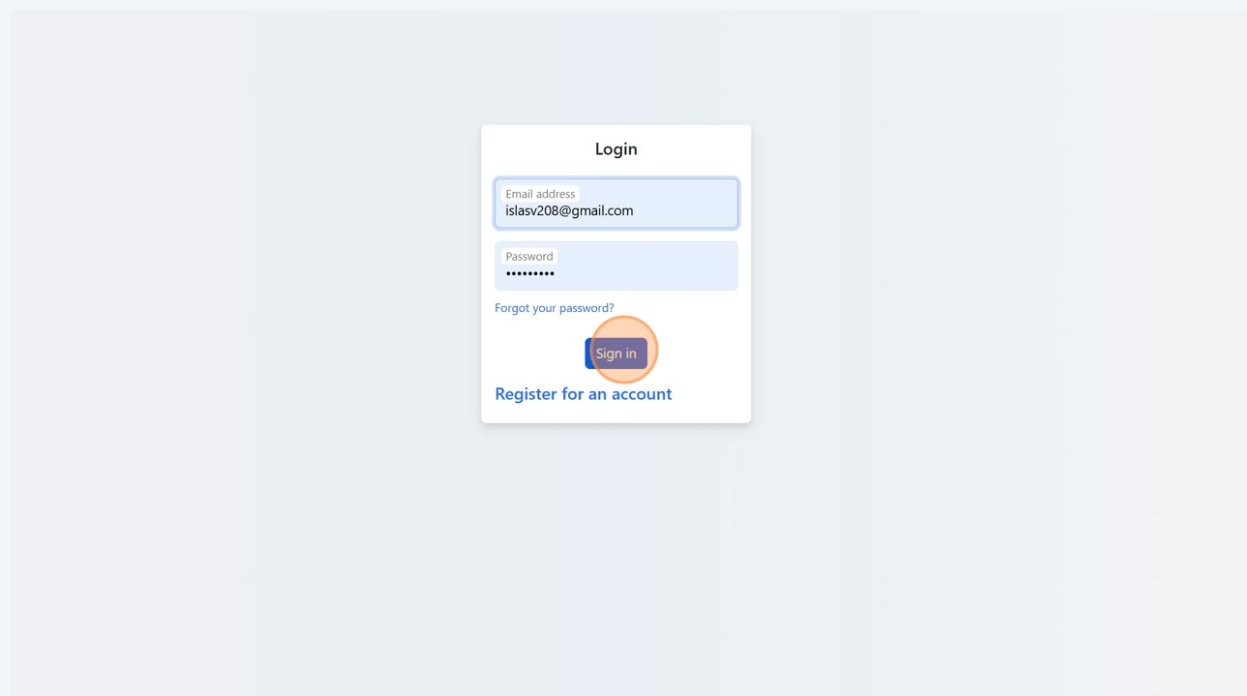 Login
Email address
islasv208@gmail.com
Password
•••••••••
Forgot your password?
Sign in
Register for an account